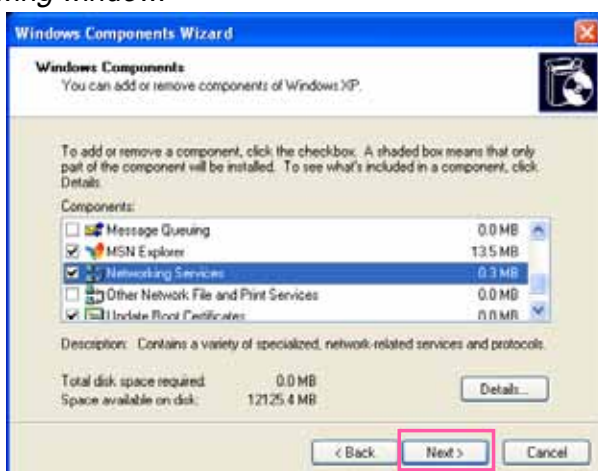 Windows Components Wizard
Windows Components
You can add or remove components of Windows XP.
To add or remove a component, click the checkbox. A shaded box means that only
part of the component will be installed. To see what's included in a component, click
Details.
Components:
Message Queuing 0.0 MB
MSN Explorer 13.5 MB
Networking Services 0.3 MB
Other Network File and Print Services 0.0 MB
Update Root Certificates 0.0 MB
Description: Contains a variety of specialized, network-related services and protocols.
Total disk space required: 0.0 MB
Space available on disk: 12125.4 MB
Details...
< Back
Next >
Cancel